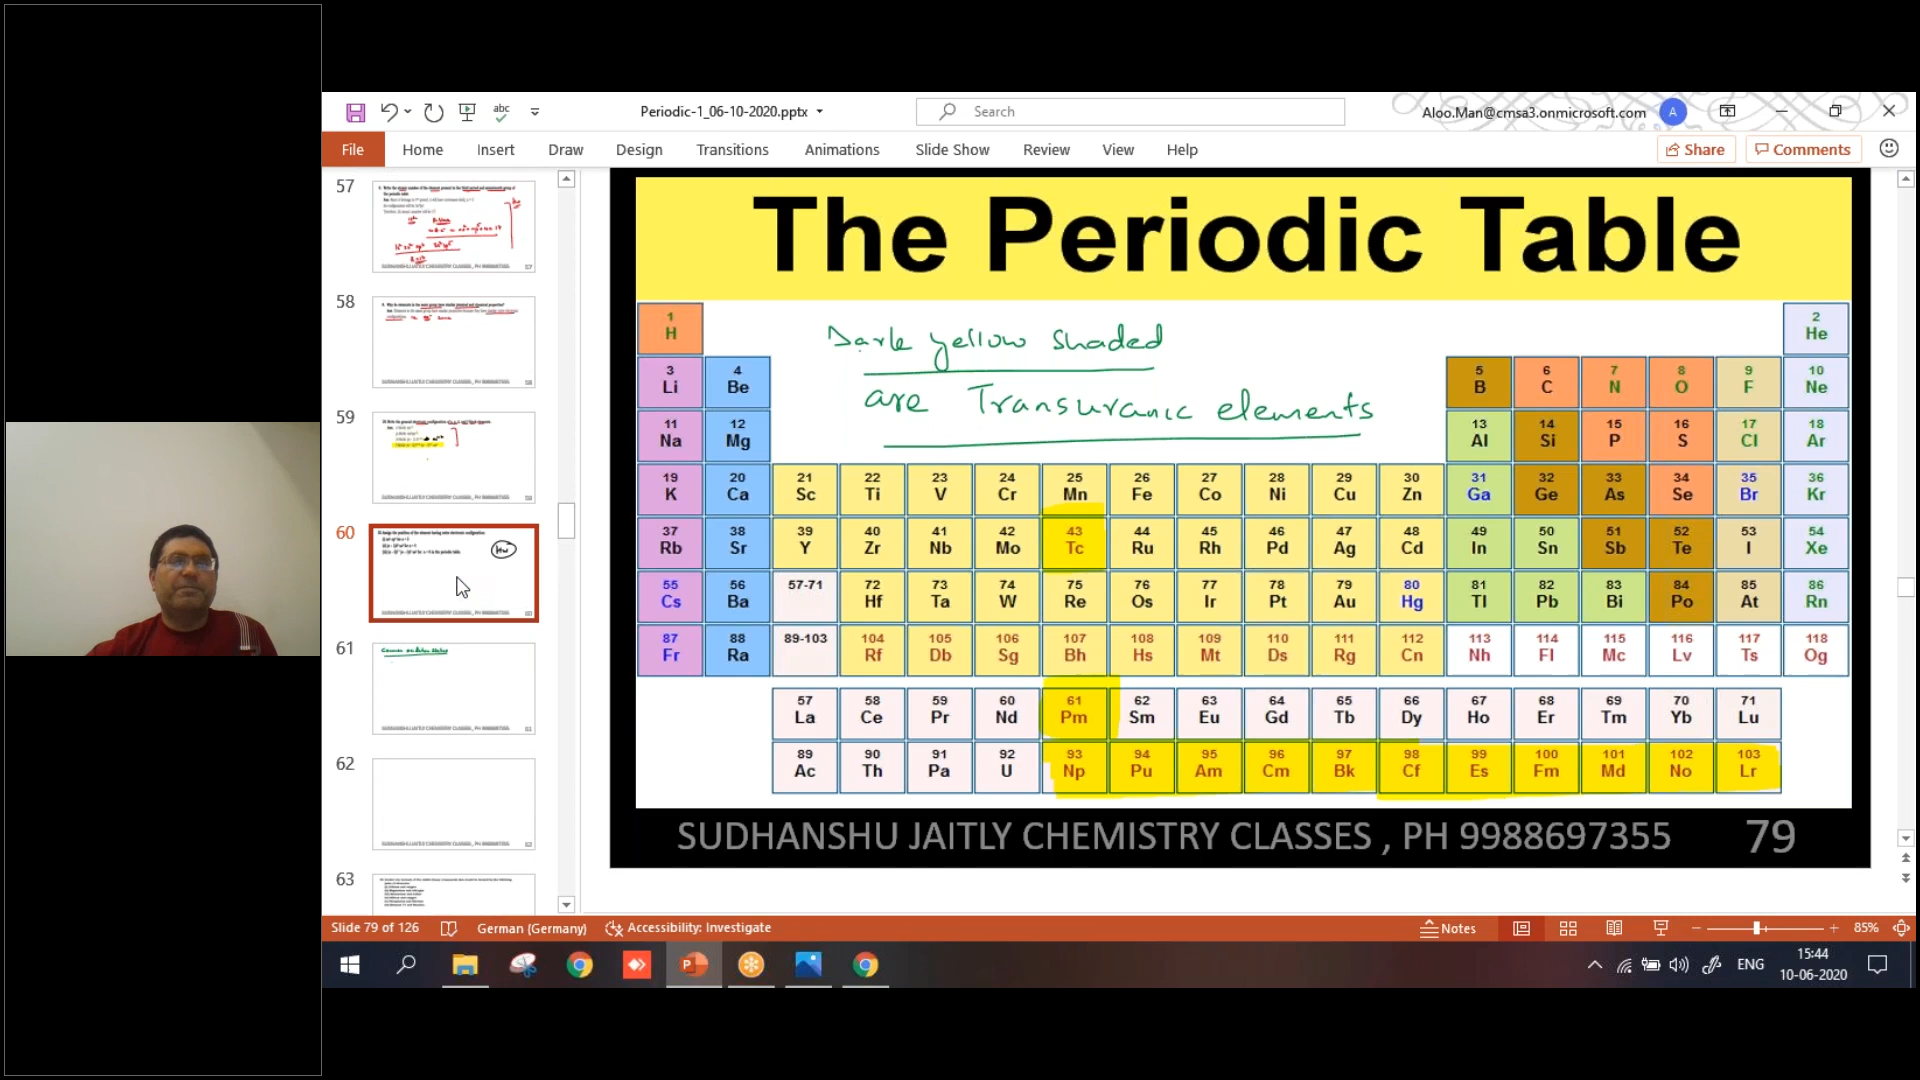 Periodic-1_06-10-2020.pptx
Search
Aloo.Man@cmsa3.onmicrosoft.com
A
abc
File Home Insert Draw Design Transitions Animations Slide Show Review View Help
Share Comments
57
58
59
60
61
62
63
HW
The Periodic Table
Dark yellow shaded
are Transuranic elements
1 2
H He
3 4 5 6 7 8 9 10
Li Be B C N O F Ne
11 12 13 14 15 16 17 18
Na Mg Al Si P S Cl Ar
19 20 21 22 23 24 25 26 27 28 29 30 31 32 33 34 35 36
K Ca Sc Ti V Cr Mn Fe Co Ni Cu Zn Ga Ge As Se Br Kr
37 38 39 40 41 42 43 44 45 46 47 48 49 50 51 52 53 54
Rb Sr Y Zr Nb Mo Tc Ru Rh Pd Ag Cd In Sn Sb Te I Xe
55 56 57-71 72 73 74 75 76 77 78 79 80 81 82 83 84 85 86
Cs Ba Hf Ta W Re Os Ir Pt Au Hg Tl Pb Bi Po At Rn
87 88 89-103 104 105 106 107 108 109 110 111 112 113 114 115 116 117 118
Fr Ra Rf Db Sg Bh Hs Mt Ds Rg Cn Nh Fl Mc Lv Ts Og
57 58 59 60 61 62 63 64 65 66 67 68 69 70 71
La Ce Pr Nd Pm Sm Eu Gd Tb Dy Ho Er Tm Yb Lu
89 90 91 92 93 94 95 96 97 98 99 100 101 102 103
Ac Th Pa U Np Pu Am Cm Bk Cf Es Fm Md No Lr
SUDHANSHU JAITLY CHEMISTRY CLASSES , PH 9988697355 79
Slide 79 of 126 German (Germany) Accessibility: Investigate Notes 85%
ENG 15:44
10-06-2020